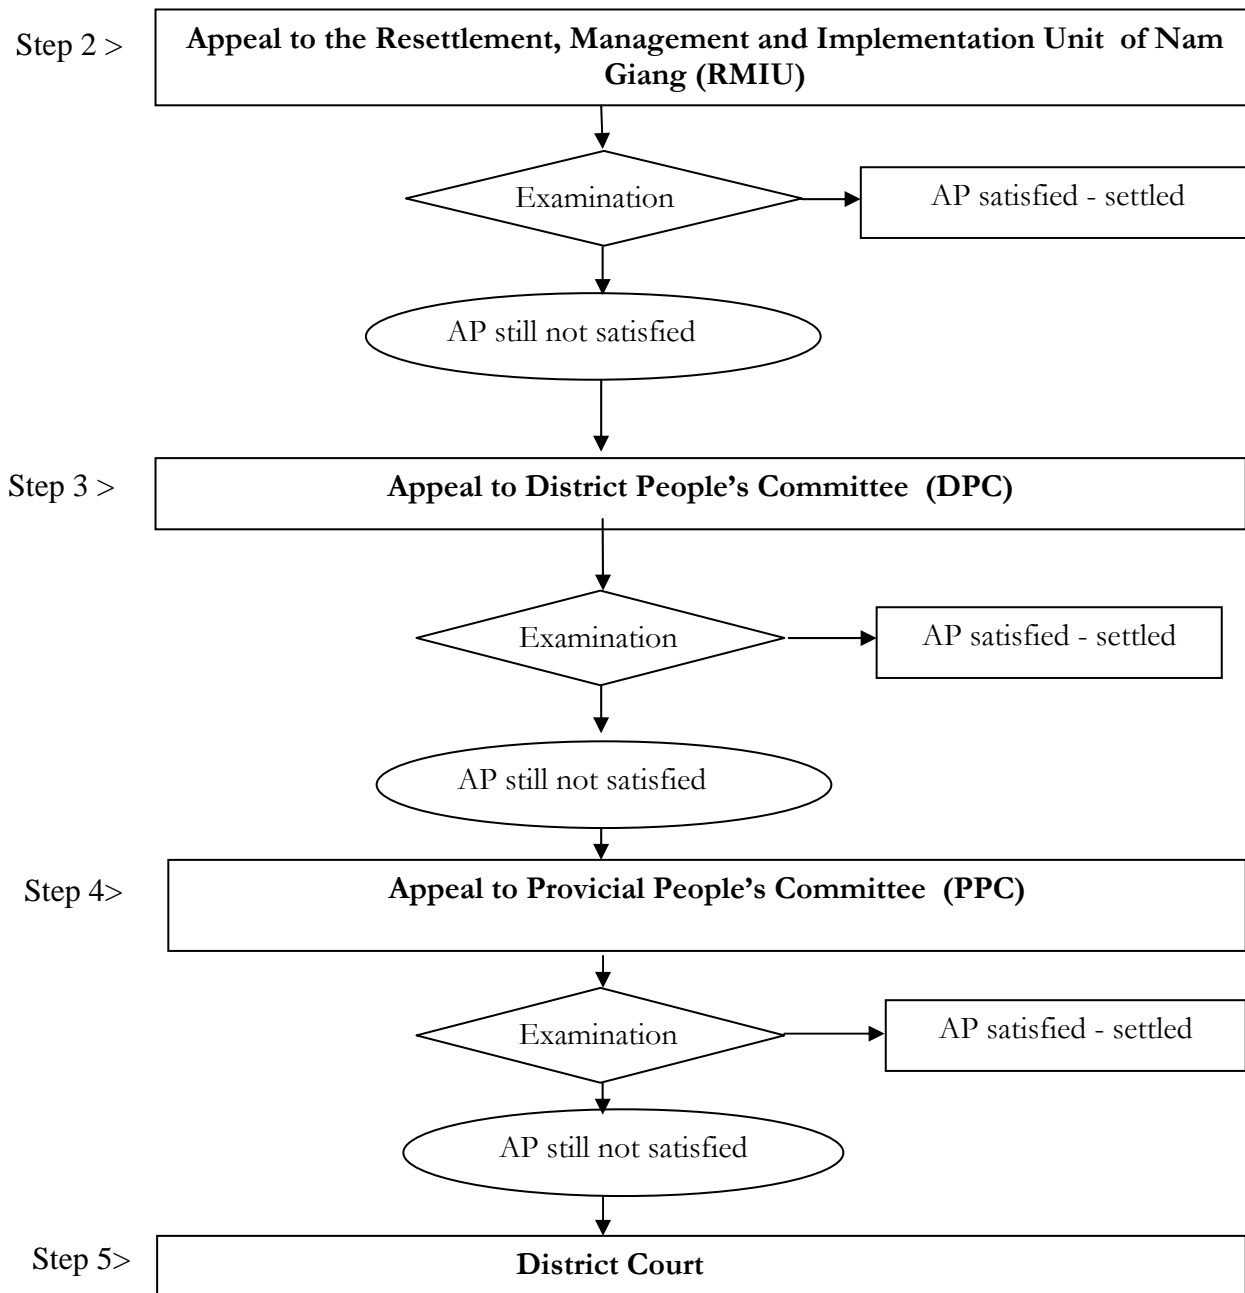 Step 2 >
Appeal to the Resettlement, Management and Implementation Unit of Nam
Giang (RMIU)
Examination
AP satisfied - settled
AP still not satisfied
Step 3 >
Appeal to District People’s Committee (DPC)
Examination
AP satisfied - settled
AP still not satisfied
Step 4>
Appeal to Provicial People’s Committee (PPC)
Examination
AP satisfied - settled
AP still not satisfied
Step 5>
District Court